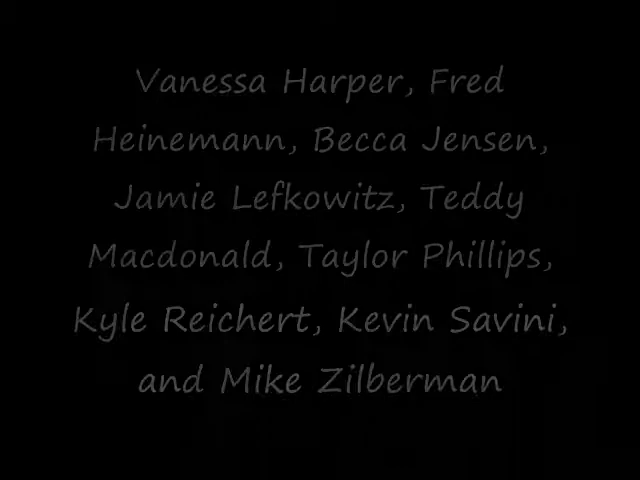 Vanessa Harper, Fred
Heinemann, Becca Jensen,
Jamie Lefkowitz, Teddy
Macdonald, Taylor Phillips,
Kyle Reichert, Kevin Savini,
and Mike Zilberman